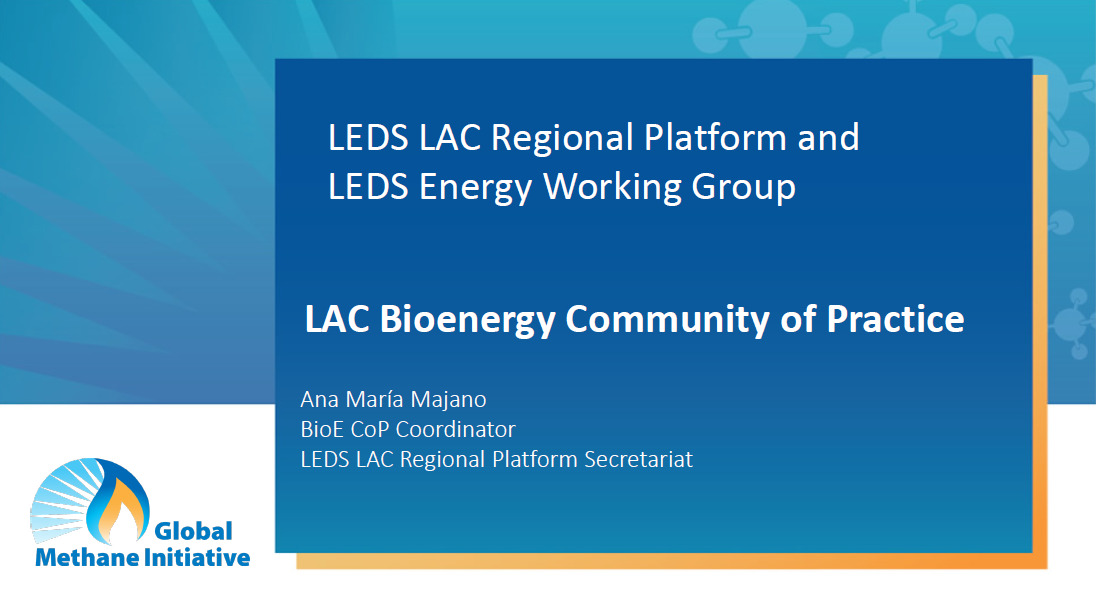 LEDS LAC Regional Platform and
LEDS Energy Working Group
LAC Bioenergy Community of Practice
Ana María Majano
BioE CoP Coordinator
LEDS LAC Regional Platform Secretariat
Global
Methane Initiative